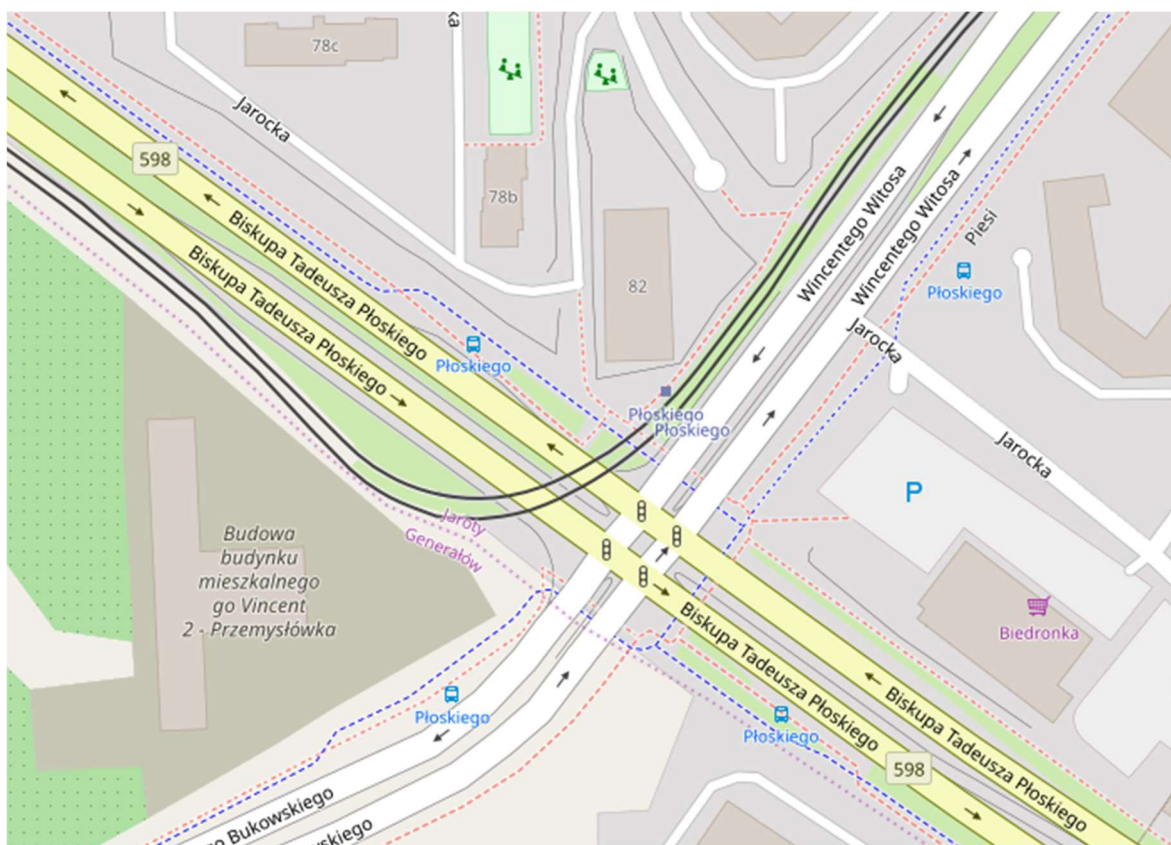 78c
ka
Jarocka
598
78b
Biskupa Tadeusza Płoskiego
Biskupa Tadeusza Płoskiego
82
Wincentego Witosa
Wincentego Witosa
Piesi
Płoskiego
Jarocka
Płoskiego
Płoskiego
Płoskiego
Jarocka
P
Jaroty
Generałów
Budowa
budynku
mieszkalnego
go Vincent
2 - Przemysłówka
Biedronka
Biskupa Tadeusza Płoskiego
Biskupa Tadeusza Płoskiego
Płoskiego
Płoskiego
598
o Bukowskiego
wskiego